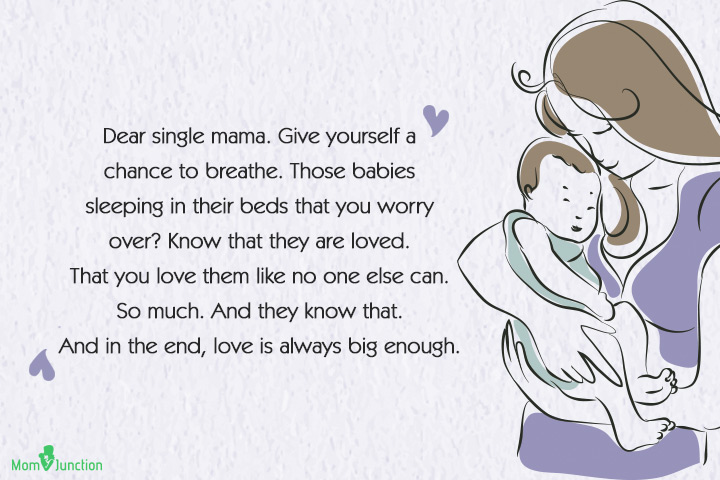 Dear single mama. Give yourself a
chance to breathe. Those babies
sleeping in their beds that you worry
over? Know that they are loved.
That you love them like no one else can.
So much. And they know that.
And in the end, love is always big enough.
Mom Junction